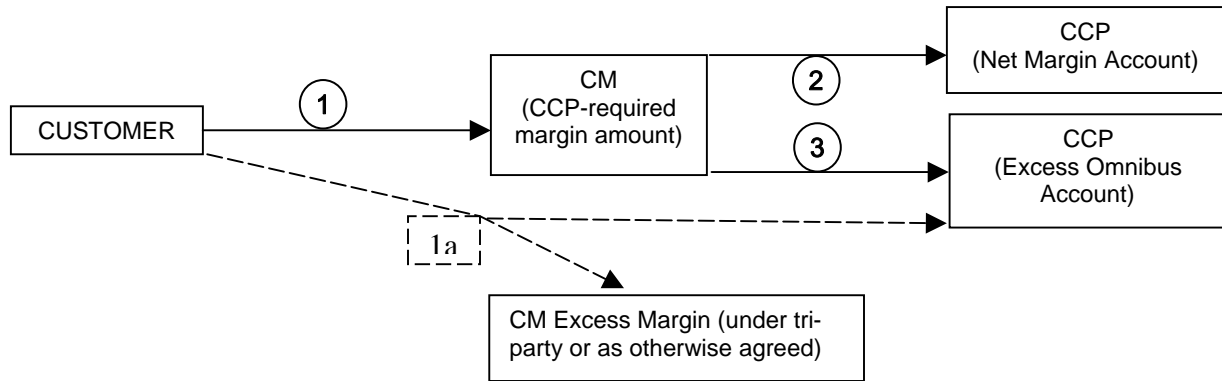 CUSTOMER
1
CM
(CCP-required
margin amount)
2
CCP
(Net Margin Account)
3
CCP
(Excess Omnibus
Account)
1a
CM Excess Margin (under tri-
party or as otherwise agreed)